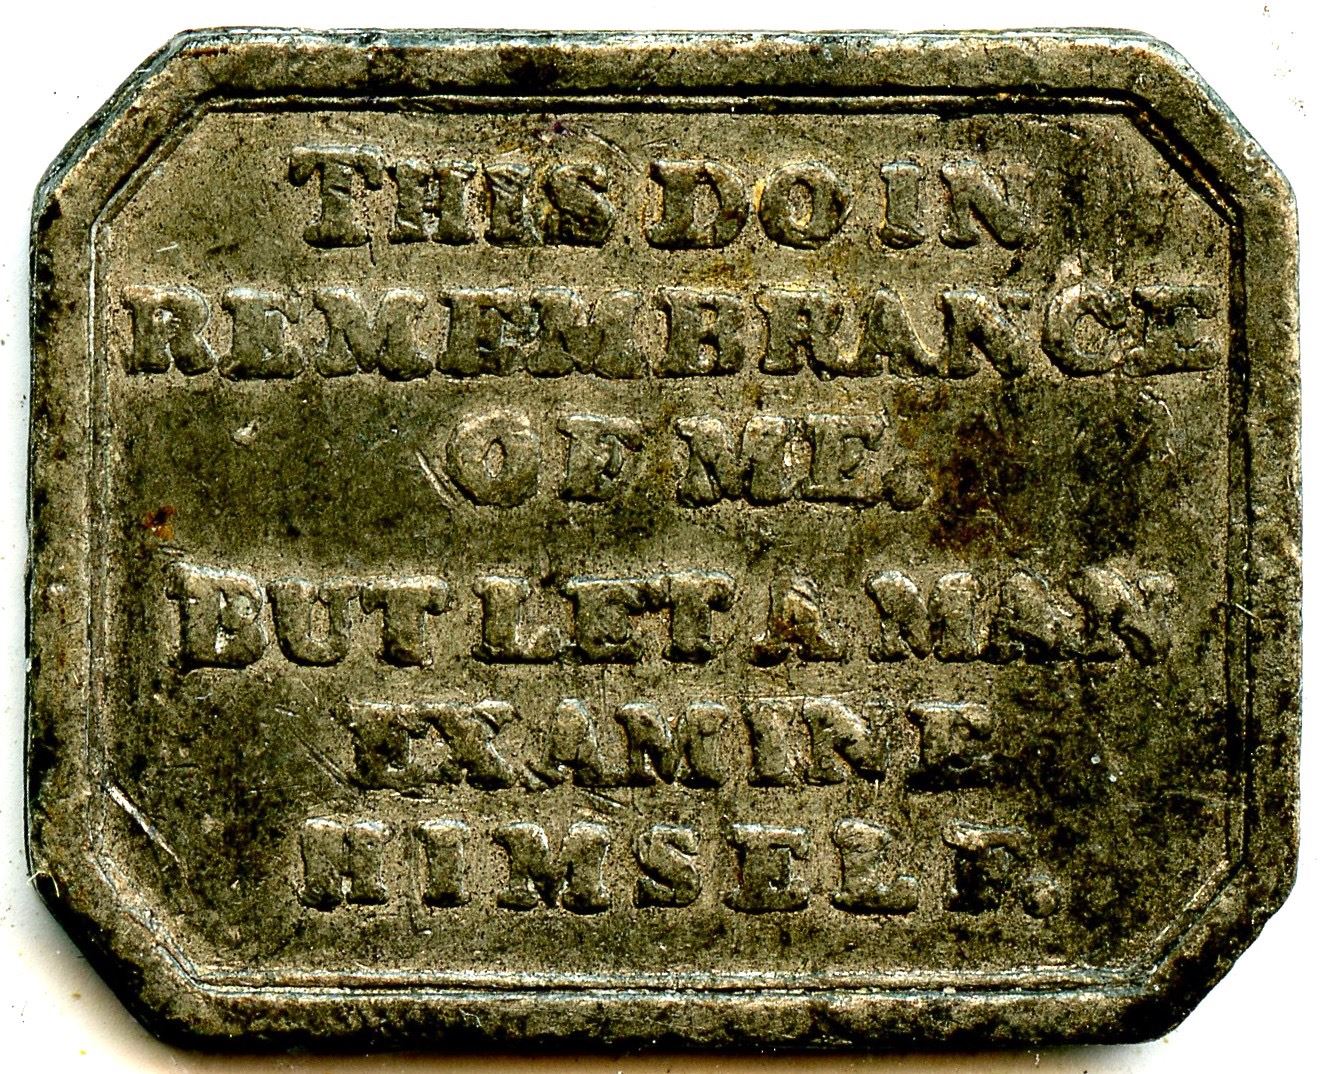 THIS DO IN
REMEMBRANCE
OF ME.
BUT LET A MAN
EXAMINE
HIMSELF.